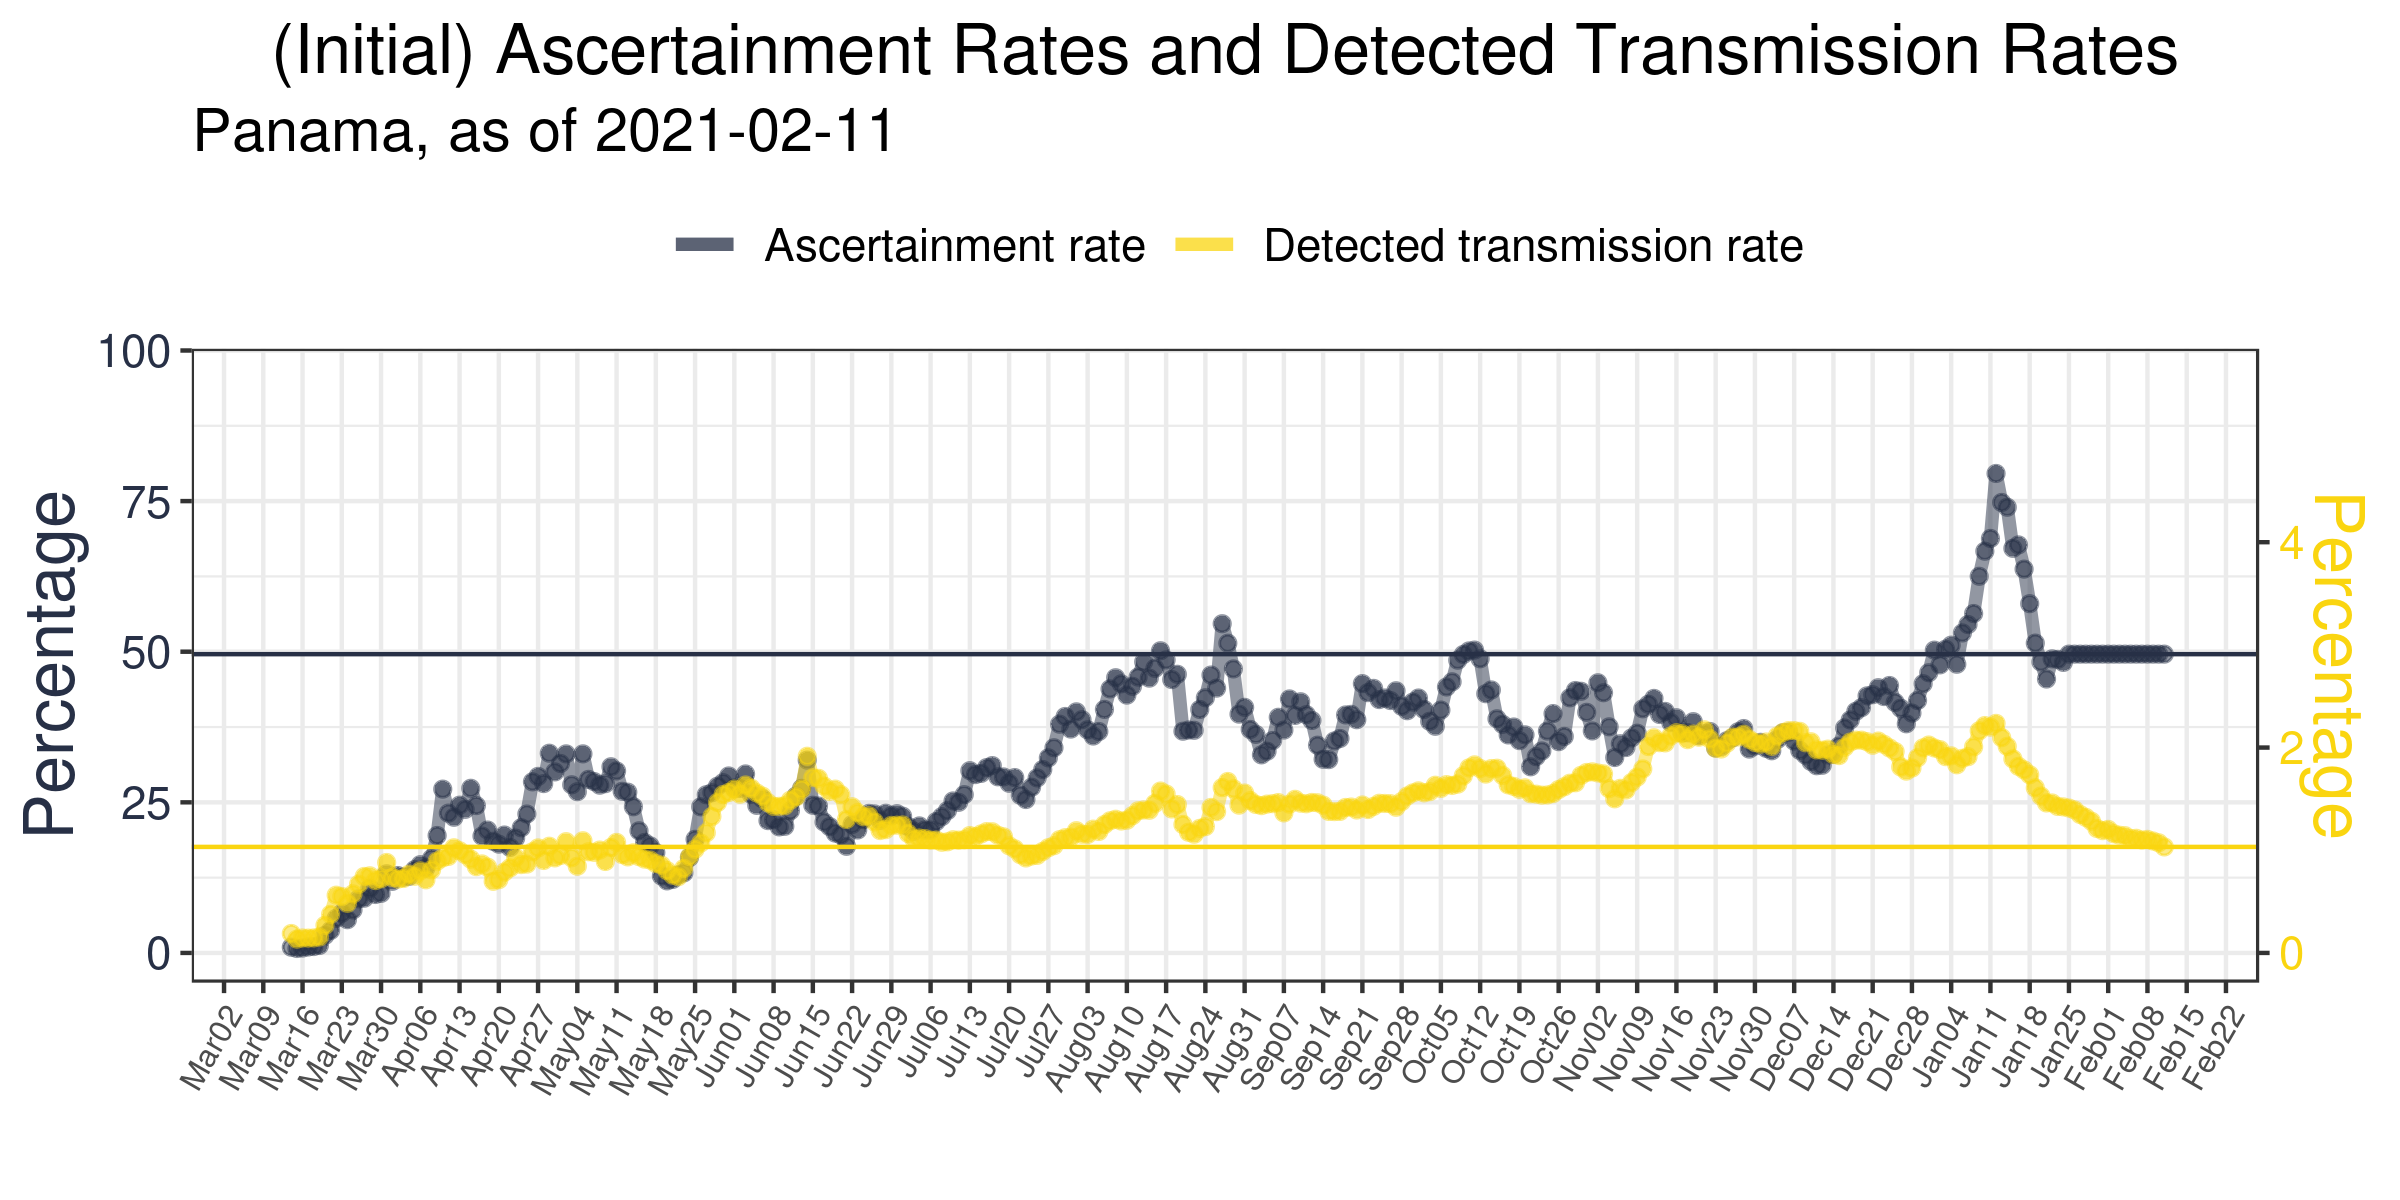 (Initial) Ascertainment Rates and Detected Transmission Rates
Panama, as of 2021-02-11
Ascertainment rate Detected transmission rate
Percentage
100
75
50
25
0
4
2
0
Percentage
Mar02 Mar09 Mar16 Mar23 Mar30 Apr06 Apr13 Apr20 Apr27 May04 May11 May18 May25 Jun01 Jun08 Jun15 Jun22 Jun29 Jul06 Jul13 Jul20 Jul27 Aug03 Aug10 Aug17 Aug24 Aug31 Sep07 Sep14 Sep21 Sep28 Oct05 Oct12 Oct19 Oct26 Nov02 Nov09 Nov16 Nov23 Nov30 Dec07 Dec14 Dec21 Dec28 Jan04 Jan11 Jan18 Jan25 Feb01 Feb08 Feb15 Feb22